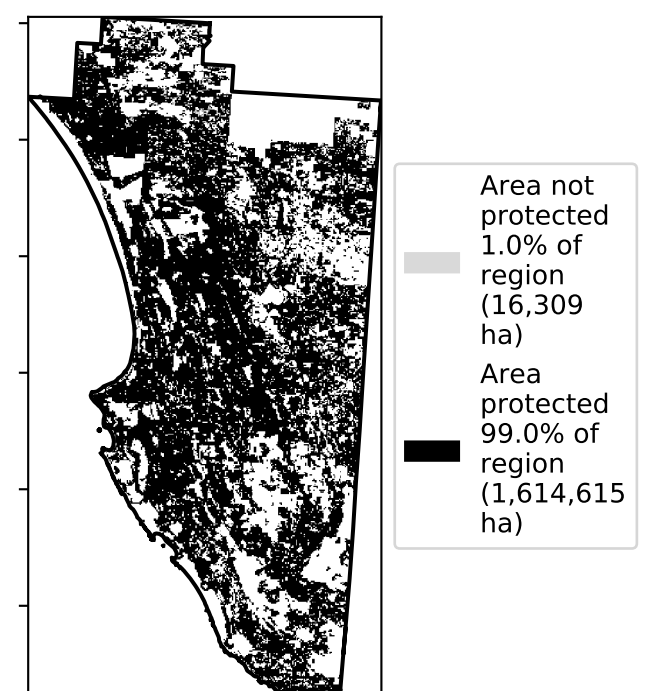 Area not
protected
1.0% of
region
(16,309
ha)
Area
protected
99.0% of
region
(1,614,615
ha)